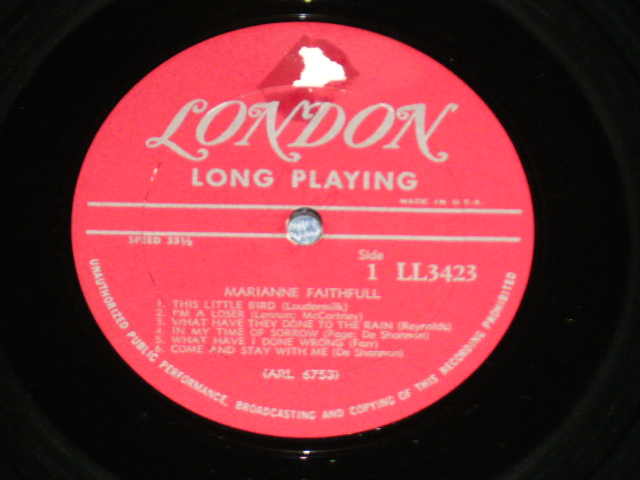 LONDON
LONG PLAYING
MADE IN U.S.A.
SPEED 33⅓
Side
1 LL3423
MARIANNE FAITHFULL
1. THIS LITTLE BIRD (Loudermilk)
2. I'M A LOSER (Lennon; McCartney)
3. WHAT HAVE THEY DONE TO THE RAIN (Reynolds)
4. IN MY TIME OF SORROW (Page; De Shannon)
5. WHAT HAVE I DONE WRONG (Farr)
6. COME AND STAY WITH ME (De Shannon)
(ARL 6753)
UNAUTHORIZED PUBLIC PERFORMANCE, BROADCASTING AND COPYING OF THIS RECORDING PROHIBITED